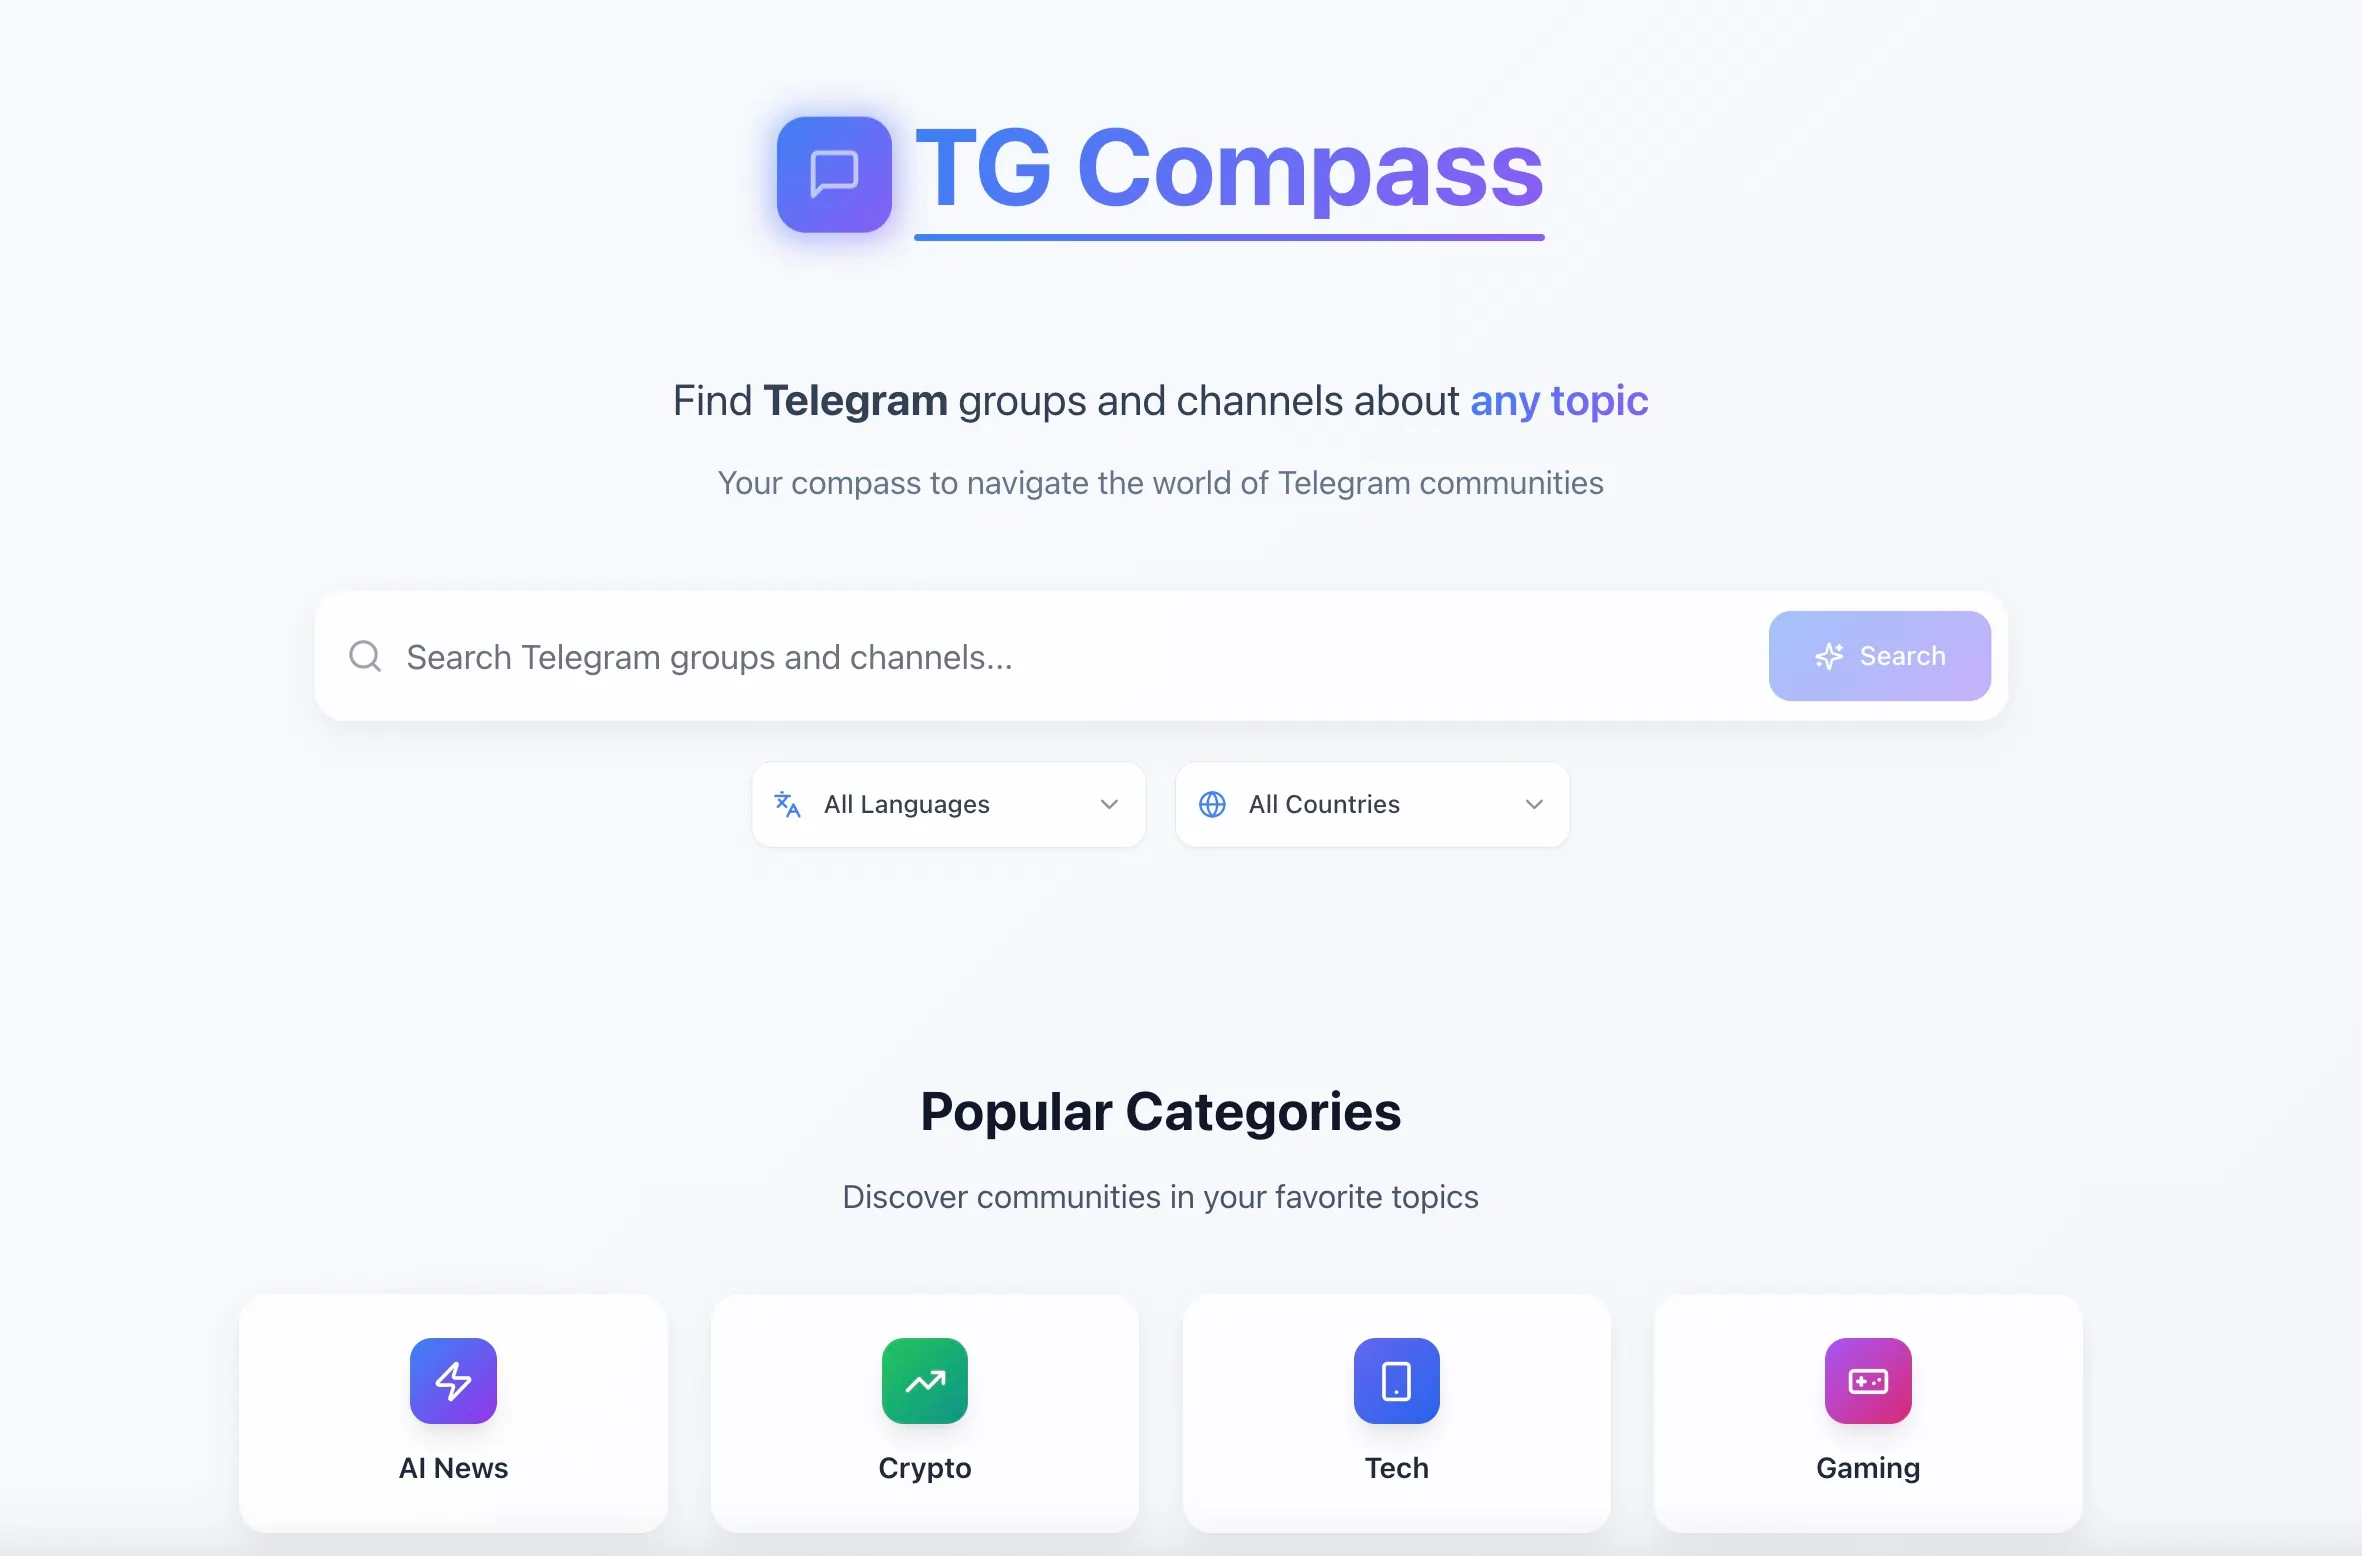 TG Compass
Find Telegram groups and channels about any topic
Your compass to navigate the world of Telegram communities
Search Telegram groups and channels...
Search
All Languages
All Countries
Popular Categories
Discover communities in your favorite topics
AI News
Crypto
Tech
Gaming